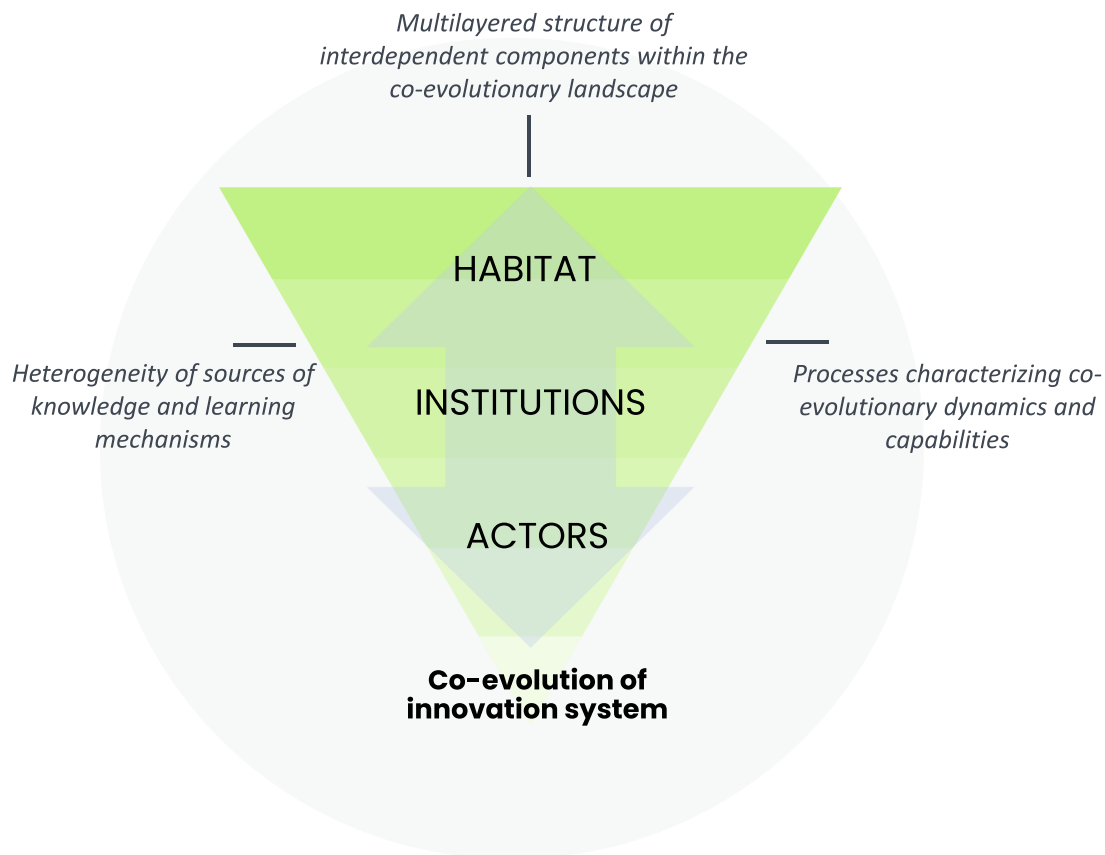 Multilayered structure of
interdependent components within the
co-evolutionary landscape
HABITAT
Heterogeneity of sources of
knowledge and learning
mechanisms
INSTITUTIONS
Processes characterizing co-
evolutionary dynamics and
capabilities
ACTORS
Co-evolution of
innovation system